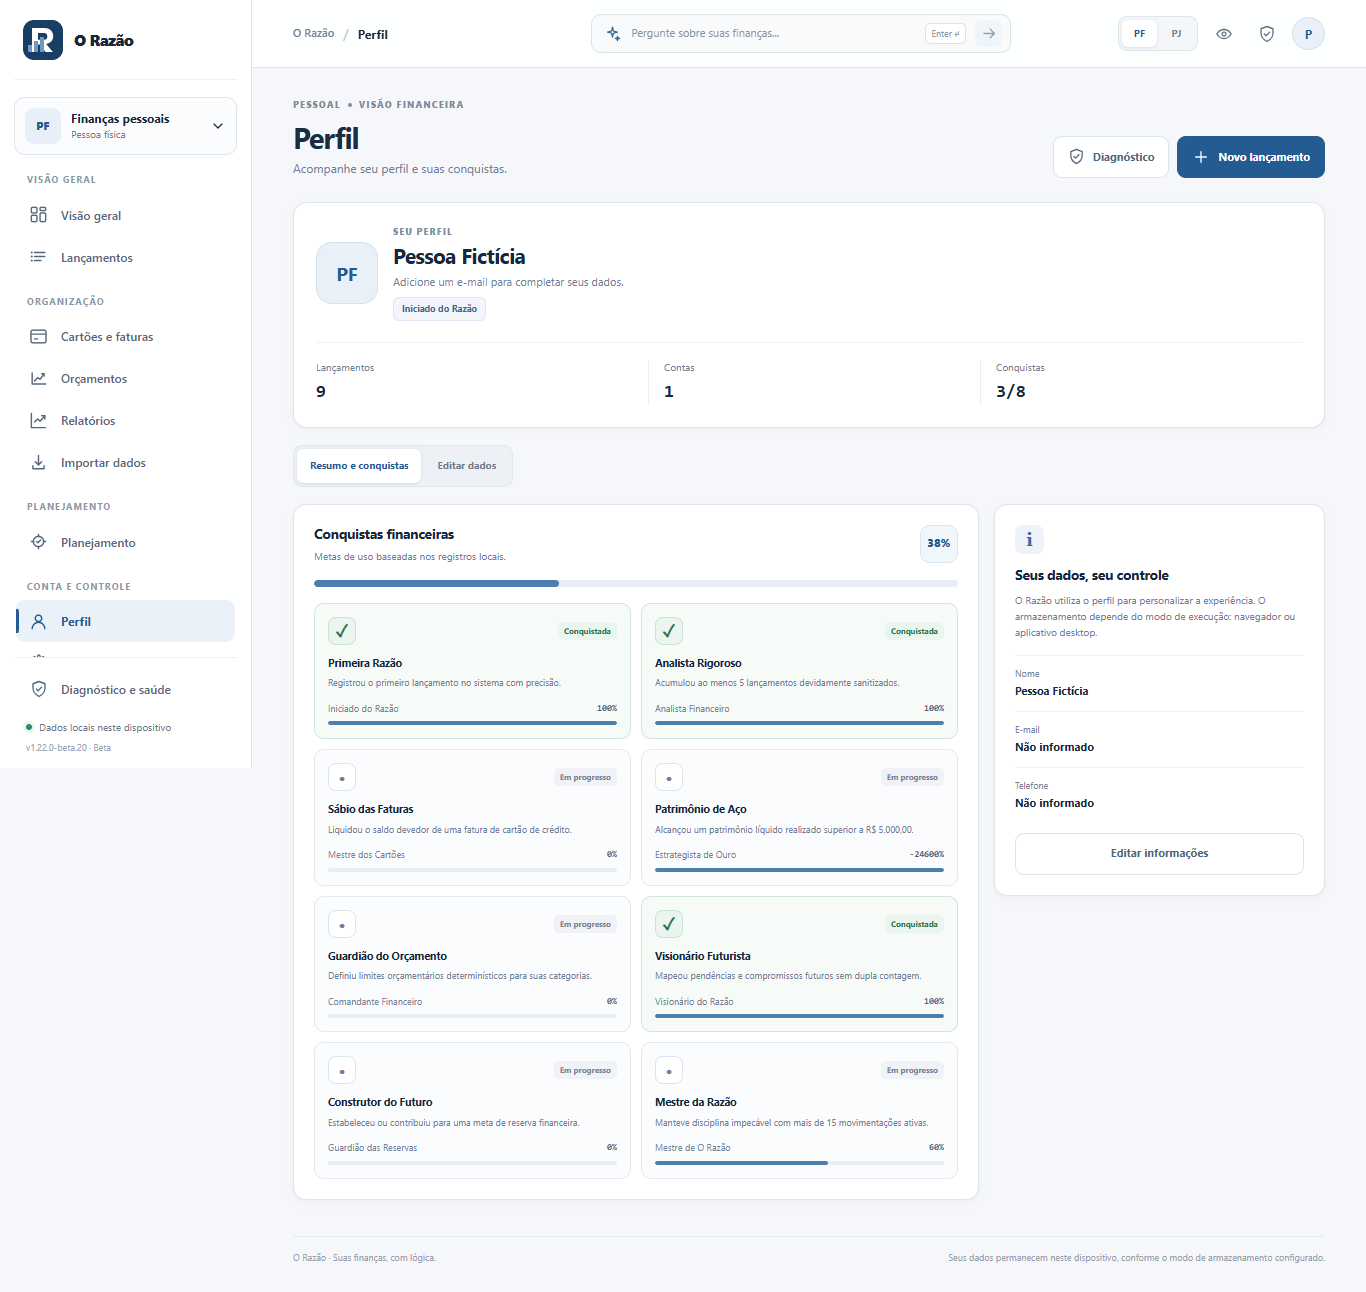 O Razão
PF
Finanças pessoais
Pessoa física
VISÃO GERAL
Visão geral
Lançamentos
ORGANIZAÇÃO
Cartões e faturas
Orçamentos
Relatórios
Importar dados
PLANEJAMENTO
Planejamento
CONTA E CONTROLE
Perfil
Diagnóstico e saúde
Dados locais neste dispositivo
v1.22.0-beta.20 · Beta
O Razão / Perfil
Pergunte sobre suas finanças...
Enter ↲
PF PJ
P
PESSOAL • VISÃO FINANCEIRA
Perfil
Acompanhe seu perfil e suas conquistas.
Diagnóstico
Novo lançamento
PF
SEU PERFIL
Pessoa Fictícia
Adicione um e-mail para completar seus dados.
Iniciado do Razão
Lançamentos
9
Contas
1
Conquistas
3/8
Resumo e conquistas
Editar dados
Conquistas financeiras
Metas de uso baseadas nos registros locais.
38%
Conquistada
Primeira Razão
Registrou o primeiro lançamento no sistema com precisão.
Iniciado do Razão 100%
Conquistada
Analista Rigoroso
Acumulou ao menos 5 lançamentos devidamente sanitizados.
Analista Financeiro 100%
Em progresso
Sábio das Faturas
Liquidou o saldo devedor de uma fatura de cartão de crédito.
Mestre dos Cartões 0%
Em progresso
Patrimônio de Aço
Alcançou um patrimônio líquido realizado superior a R$ 5.000,00.
Estrategista de Ouro -24600%
Em progresso
Guardião do Orçamento
Definiu limites orçamentários determinísticos para suas categorias.
Comandante Financeiro 0%
Conquistada
Visionário Futurista
Mapeou pendências e compromissos futuros sem dupla contagem.
Visionário do Razão 100%
Em progresso
Construtor do Futuro
Estabeleceu ou contribuiu para uma meta de reserva financeira.
Guardião das Reservas 0%
Em progresso
Mestre da Razão
Manteve disciplina impecável com mais de 15 movimentações ativas.
Mestre de O Razão 60%
i
Seus dados, seu controle
O Razão utiliza o perfil para personalizar a experiência. O
armazenamento depende do modo de execução: navegador ou
aplicativo desktop.
Nome
Pessoa Fictícia
E-mail
Não informado
Telefone
Não informado
Editar informações
O Razão · Suas finanças, com lógica.
Seus dados permanecem neste dispositivo, conforme o modo de armazenamento configurado.